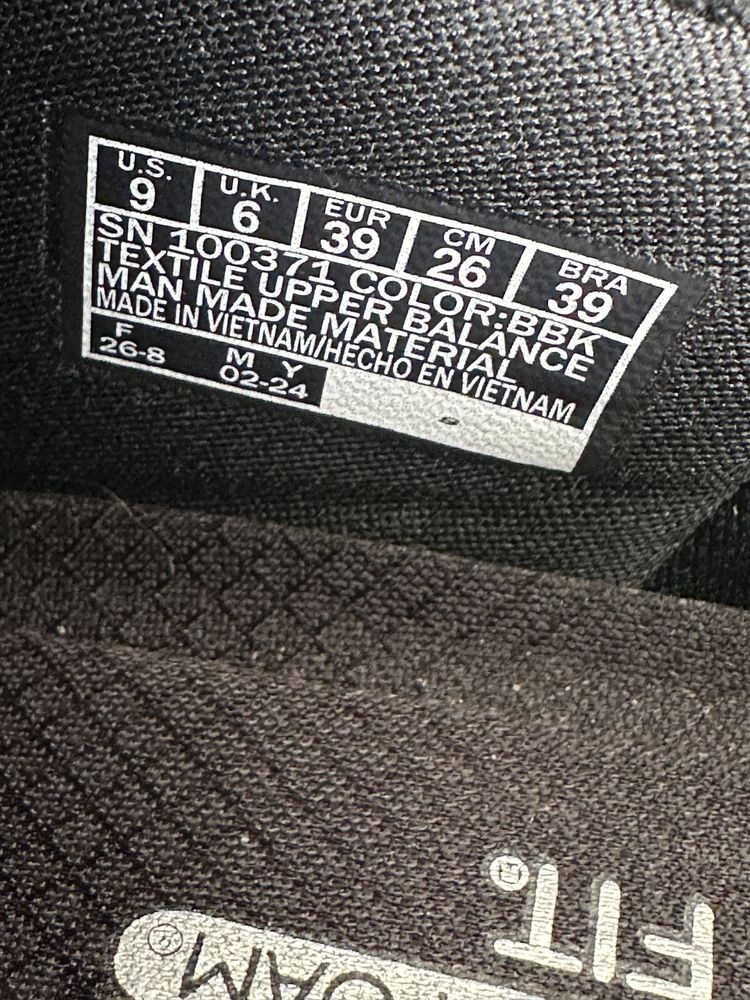 U.S. U.K. EUR CM BRA
9 6 39 26 39
SN 100371 COLOR:BBK
TEXTILE UPPER BALANCE
MAN MADE MATERIAL
MADE IN VIETNAM/HECHO EN VIETNAM
F M Y
26-8 02-24
FIT®
OAM®